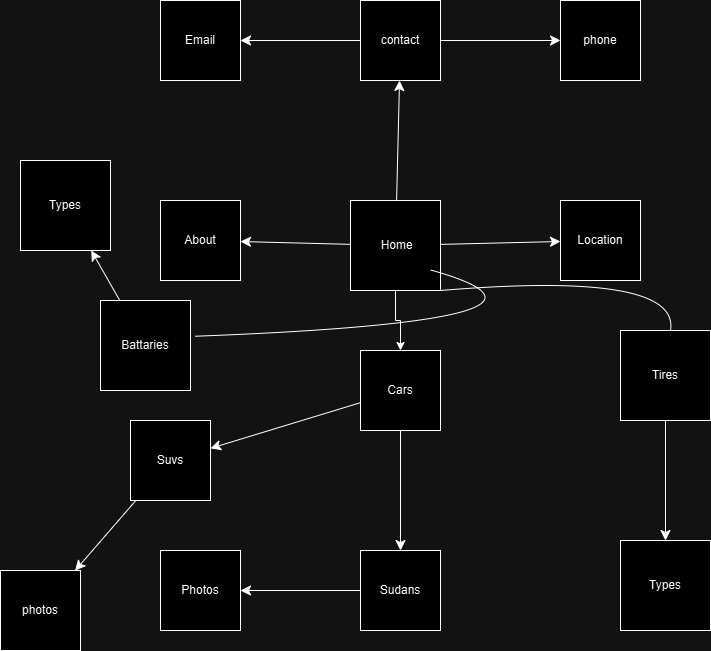 Email
contact
phone
Types
About
Home
Location
Battaries
Cars
Tires
Suvs
Photos
Sudans
Types
photos